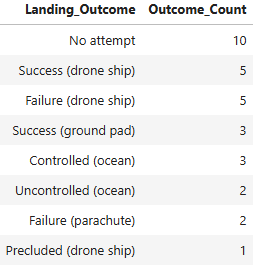 Landing_Outcome Outcome_Count
No attempt 10
Success (drone ship) 5
Failure (drone ship) 5
Success (ground pad) 3
Controlled (ocean) 3
Uncontrolled (ocean) 2
Failure (parachute) 2
Precluded (drone ship) 1